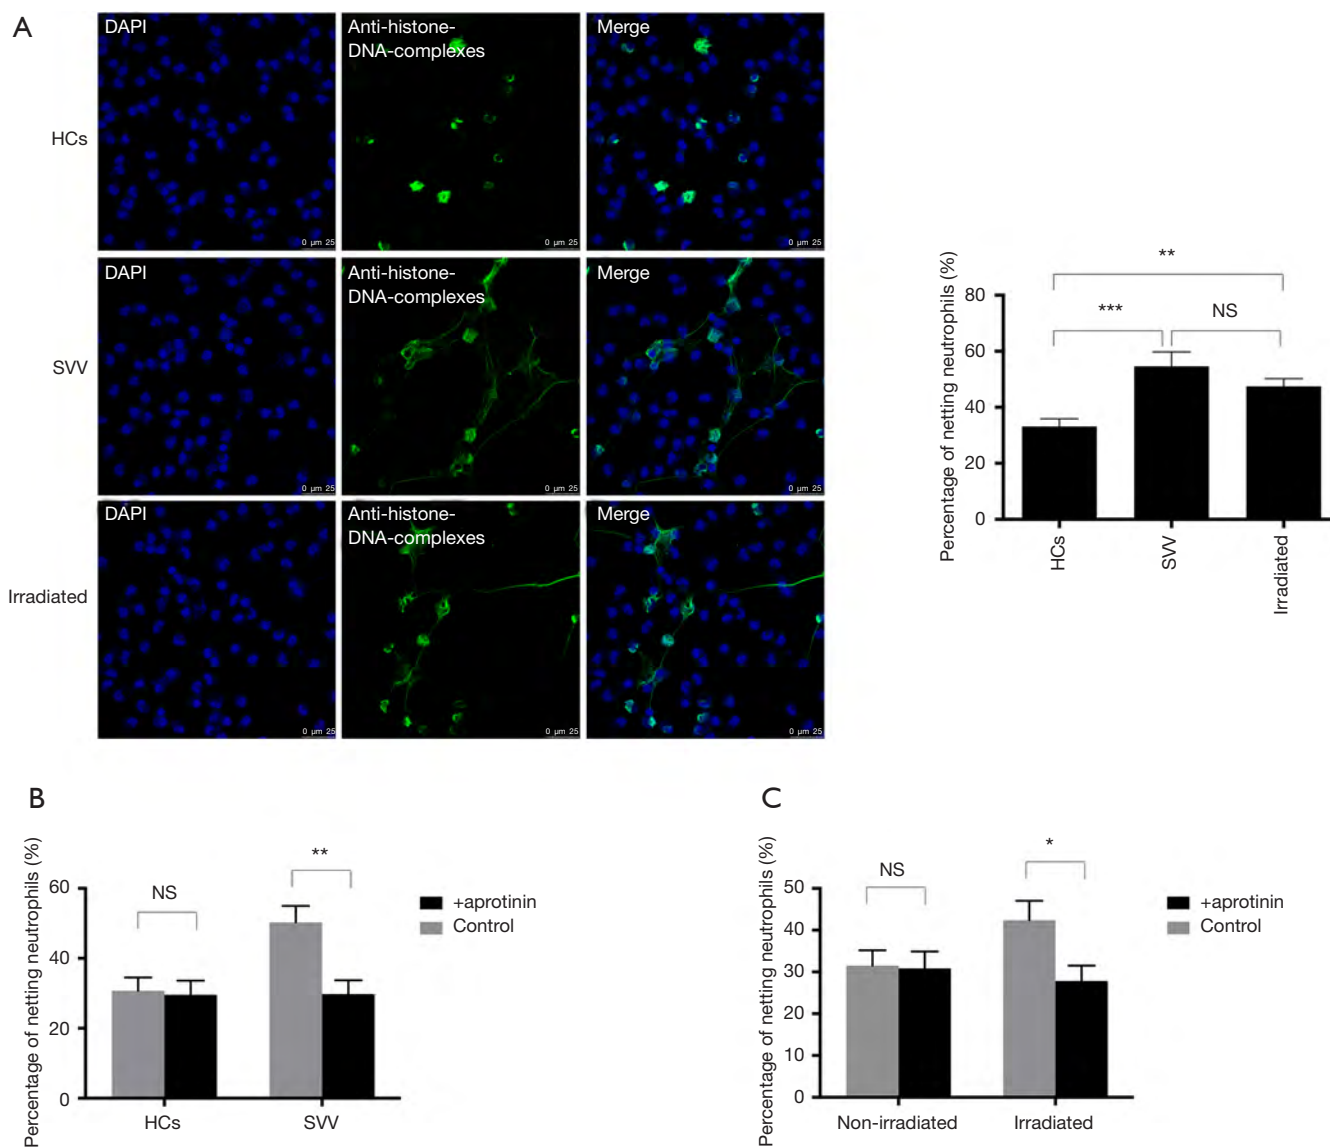 A
DAPI
Anti-histone-
DNA-complexes
Merge
HCs
0 µm 25
0 µm 25
0 µm 25
DAPI
Anti-histone-
DNA-complexes
Merge
SVV
0 µm 25
0 µm 25
0 µm 25
DAPI
Anti-histone-
DNA-complexes
Merge
Irradiated
0 µm 25
0 µm 25
0 µm 25
Percentage of netting neutrophils (%)
80
60
40
20
0
**
***
NS
HCs
SVV
Irradiated
B
Percentage of netting neutrophils (%)
60
40
20
0
NS
**
HCs
SVV
+aprotinin
Control
C
Percentage of netting neutrophils (%)
50
40
30
20
10
0
NS
*
Non-irradiated
Irradiated
+aprotinin
Control